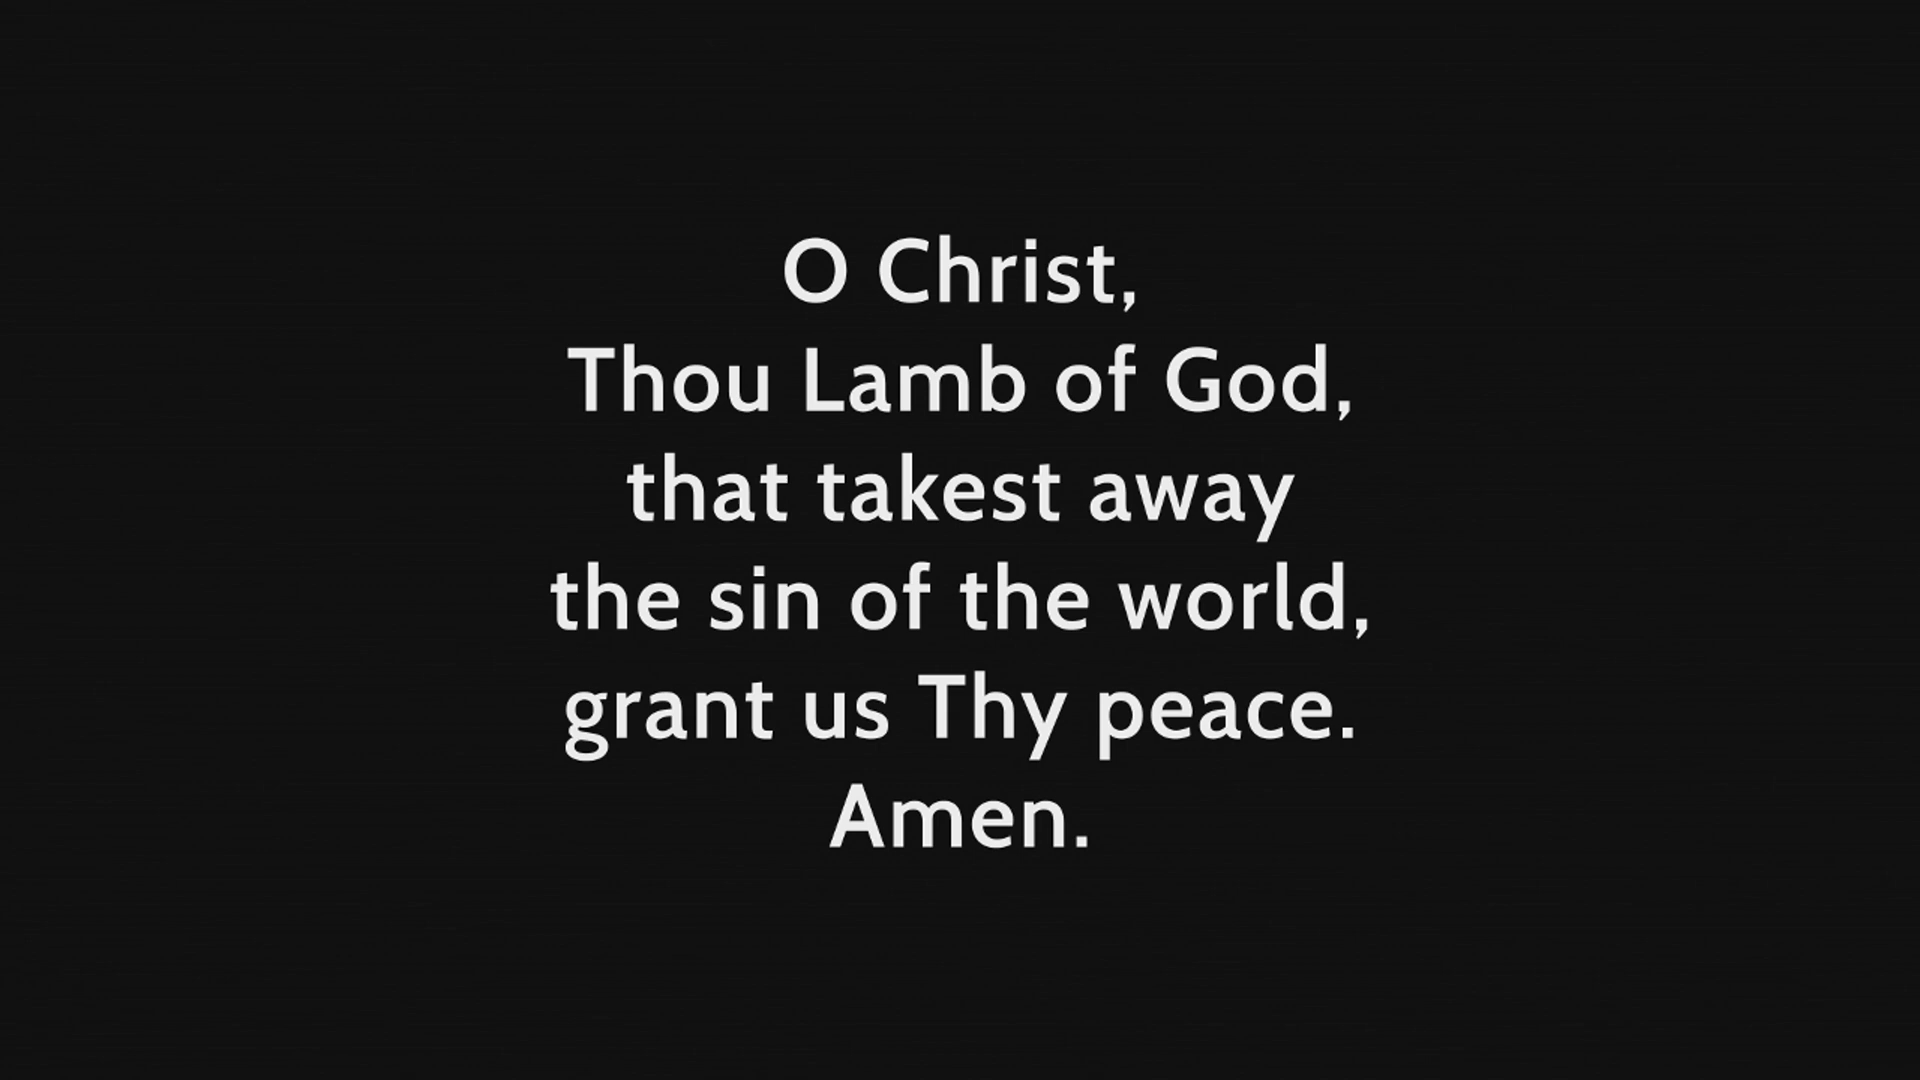 O Christ,
Thou Lamb of God,
that takest away
the sin of the world,
grant us Thy peace.
Amen.